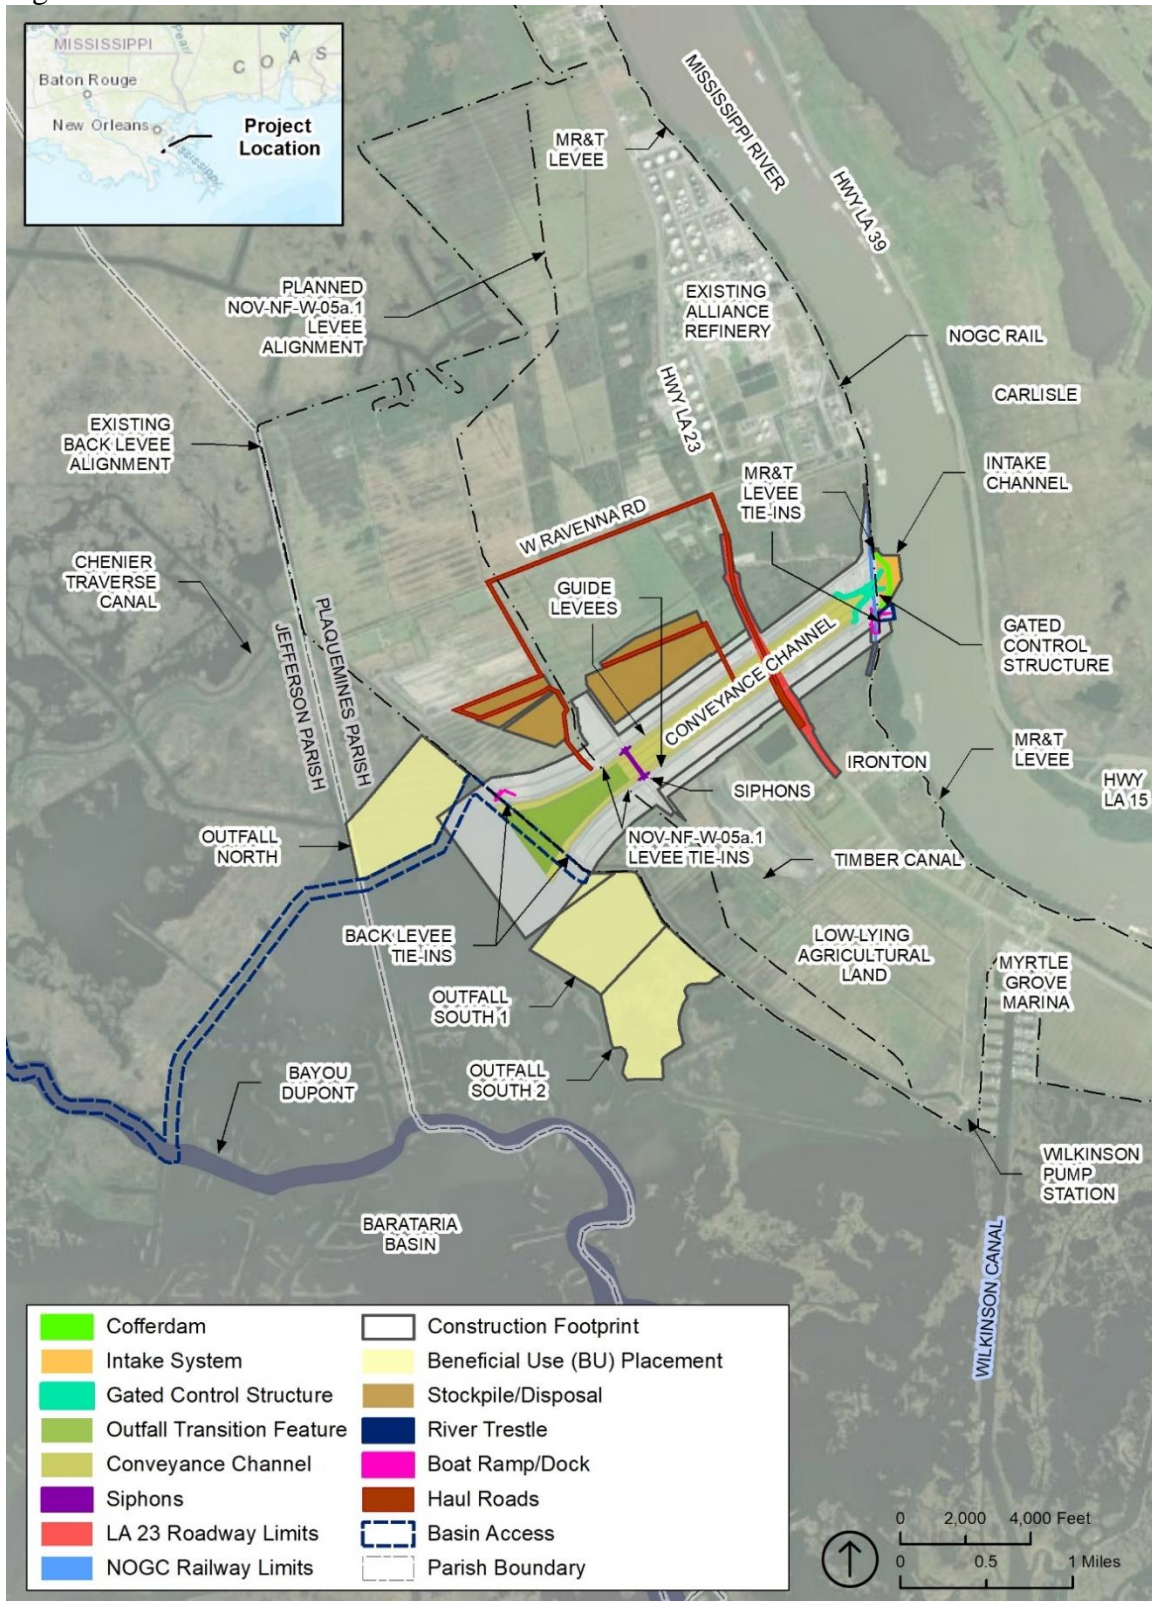 MISSISSIPPI
Pearl
Ala
COAS
Baton Rouge
New Orleans
Mississippi
Project
Location
MISSISSIPPI RIVER
MR&T
LEVEE
HWY LA 39
PLANNED
NOV-NF-W-05a.1
LEVEE
ALIGNMENT
EXISTING
ALLIANCE
REFINERY
NOGC RAIL
HWY LA 23
CARLISLE
EXISTING
BACK LEVEE
ALIGNMENT
MR&T
LEVEE
TIE-INS
INTAKE
CHANNEL
W RAVENNA RD
CHENIER
TRAVERSE
CANAL
GUIDE
LEVEES
PLAQUEMINES PARISH
JEFFERSON PARISH
CONVEYANCE CHANNEL
GATED
CONTROL
STRUCTURE
IRONTON
MR&T
LEVEE
HWY
LA 15
SIPHONS
OUTFALL
NORTH
NOV-NF-W-05a.1
LEVEE TIE-INS
TIMBER CANAL
BACK LEVEE
TIE-INS
LOW-LYING
AGRICULTURAL
LAND
MYRTLE
GROVE
MARINA
OUTFALL
SOUTH 1
BAYOU
DUPONT
OUTFALL
SOUTH 2
WILKINSON
PUMP
STATION
BARATARIA
BASIN
WILKINSON CANAL
Cofferdam
Intake System
Gated Control Structure
Outfall Transition Feature
Conveyance Channel
Siphons
LA 23 Roadway Limits
NOGC Railway Limits
Construction Footprint
Beneficial Use (BU) Placement
Stockpile/Disposal
River Trestle
Boat Ramp/Dock
Haul Roads
Basin Access
Parish Boundary
0 2,000 4,000 Feet
0 0.5 1 Miles